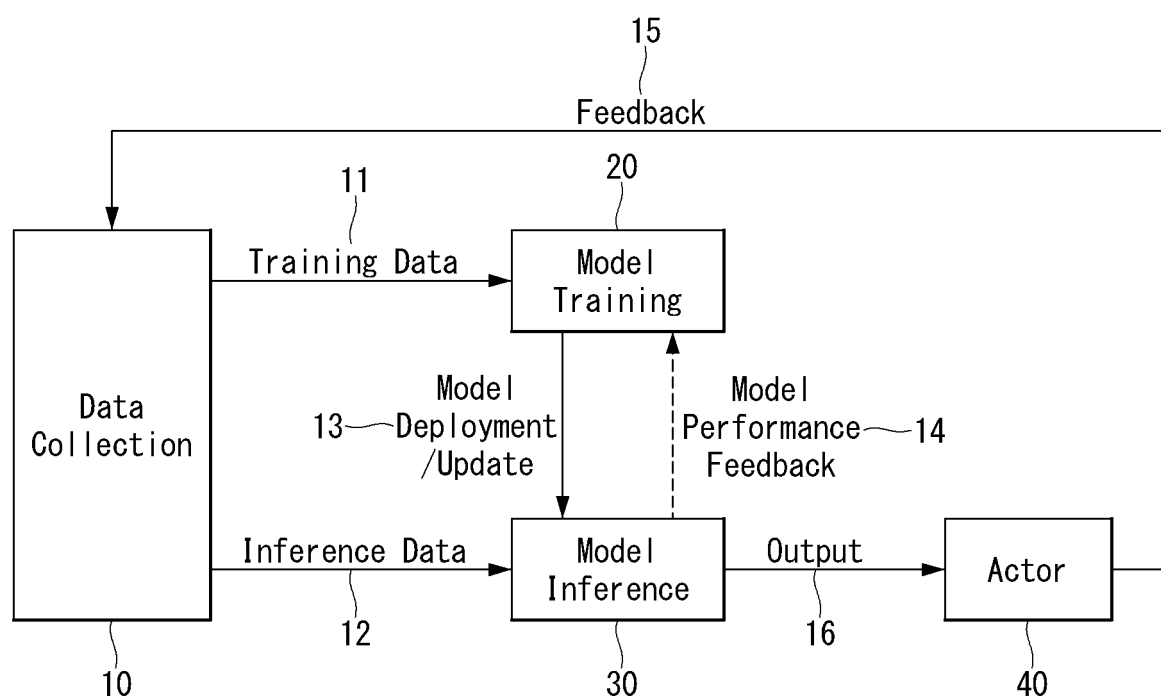 15
Feedback
20
11
Training Data
Model
Training
Data
Collection
13
Model
Deployment
/Update
Model
Performance
Feedback
14
Inference Data
12
Model
Inference
Output
16
Actor
10
30
40